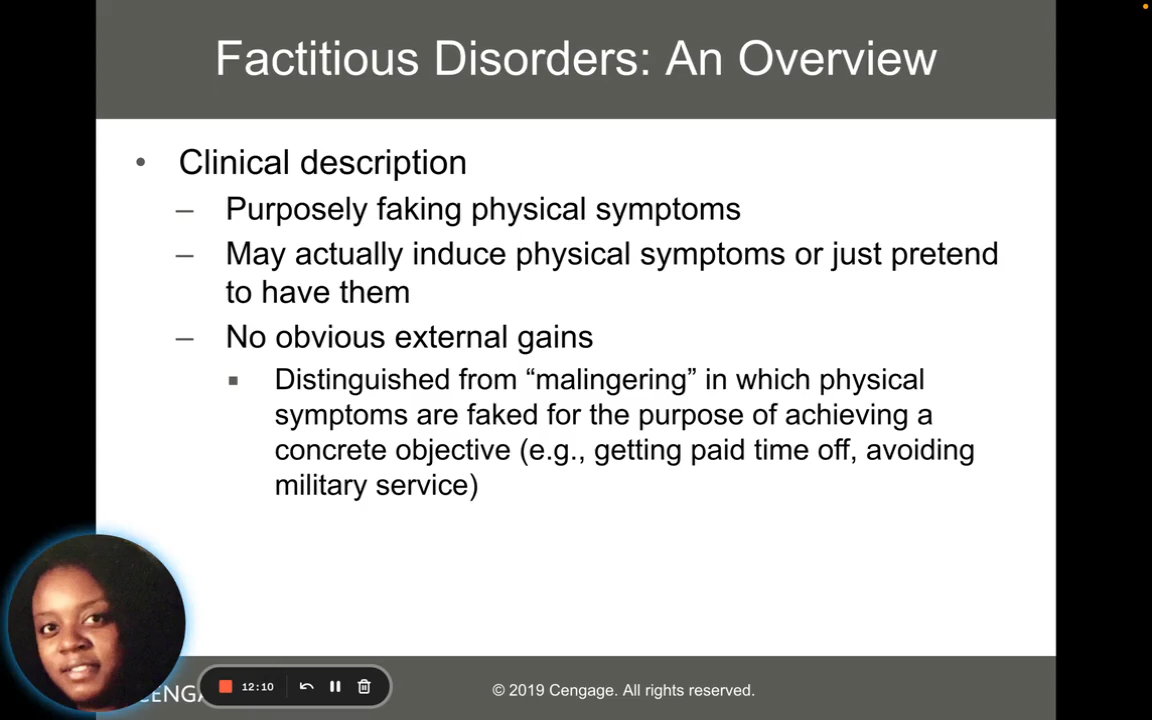 Factitious Disorders: An Overview
• Clinical description
– Purposely faking physical symptoms
– May actually induce physical symptoms or just pretend
to have them
– No obvious external gains
▪ Distinguished from “malingering” in which physical
symptoms are faked for the purpose of achieving a
concrete objective (e.g., getting paid time off, avoiding
military service)
12:10
© 2019 Cengage. All rights reserved.